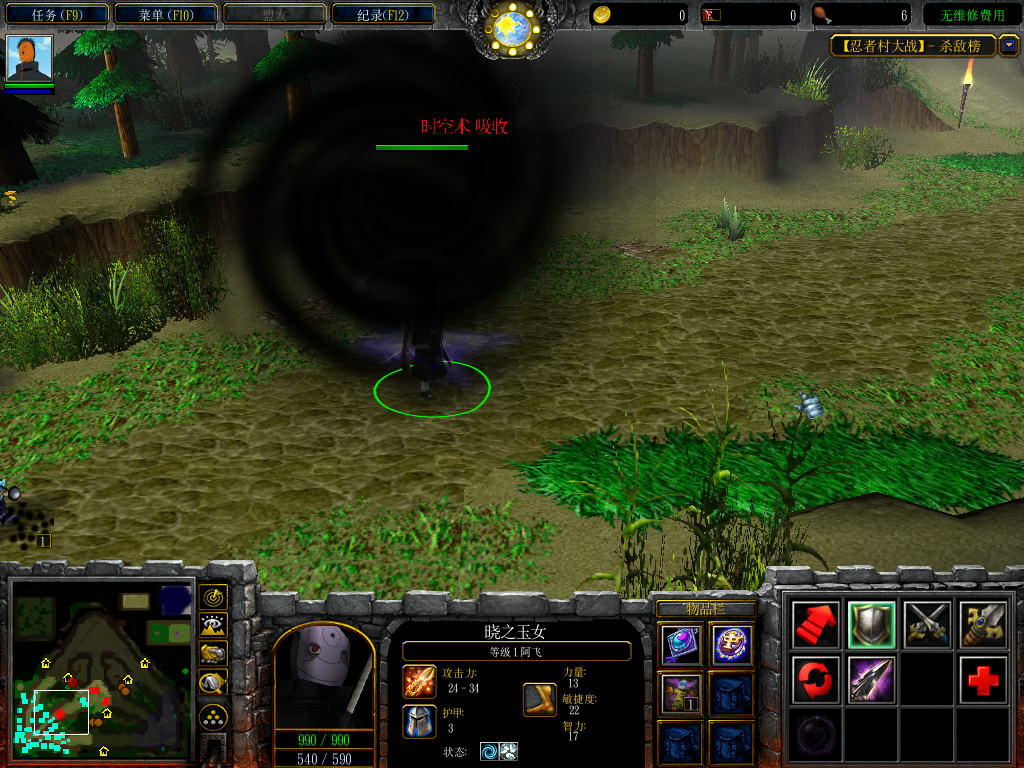 任务(F9)
菜单(F10)
盟友
纪录(F12)
0
0
6
无维修费用
【忍者村大战】- 杀敌榜
时空术 吸收
1
晓之玉女
等级 1 阿飞
攻击力:
24 - 34
护甲:
3
力量:
13
敏捷度:
22
智力:
17
状态:
990 / 990
540 / 590
物品栏
1